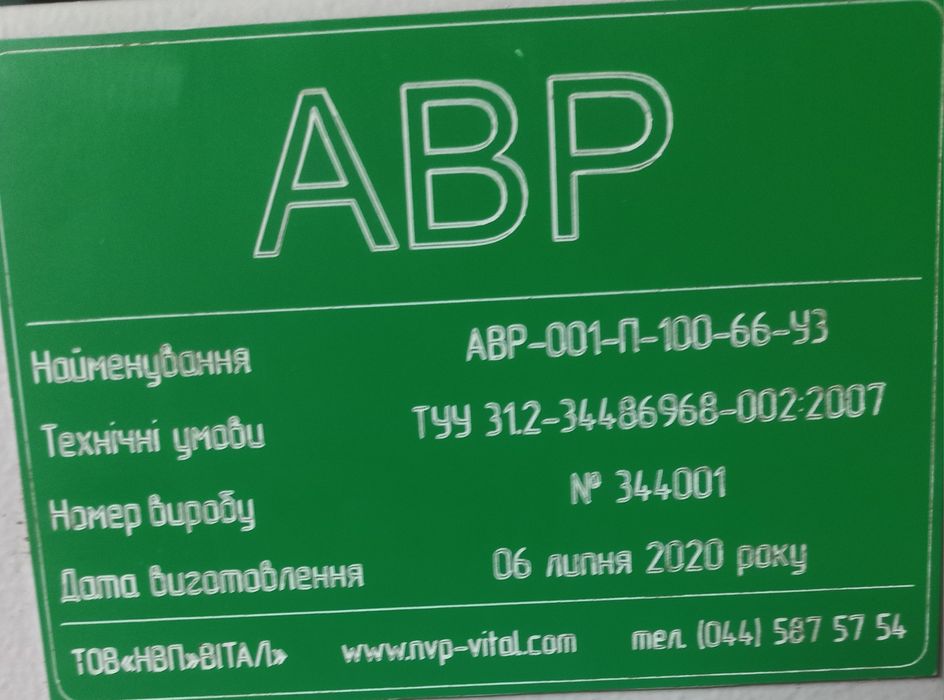 АВР
Найменування АВР-001-П-100-66-У3
Технічні умови ТУУ 31.2-34486968-002:2007
Номер виробу № 344001
Дата виготовлення 06 липня 2020 року
ТОВ«НВП»ВІТАЛ» www.nvp-vital.com тел. (044) 587 57 54